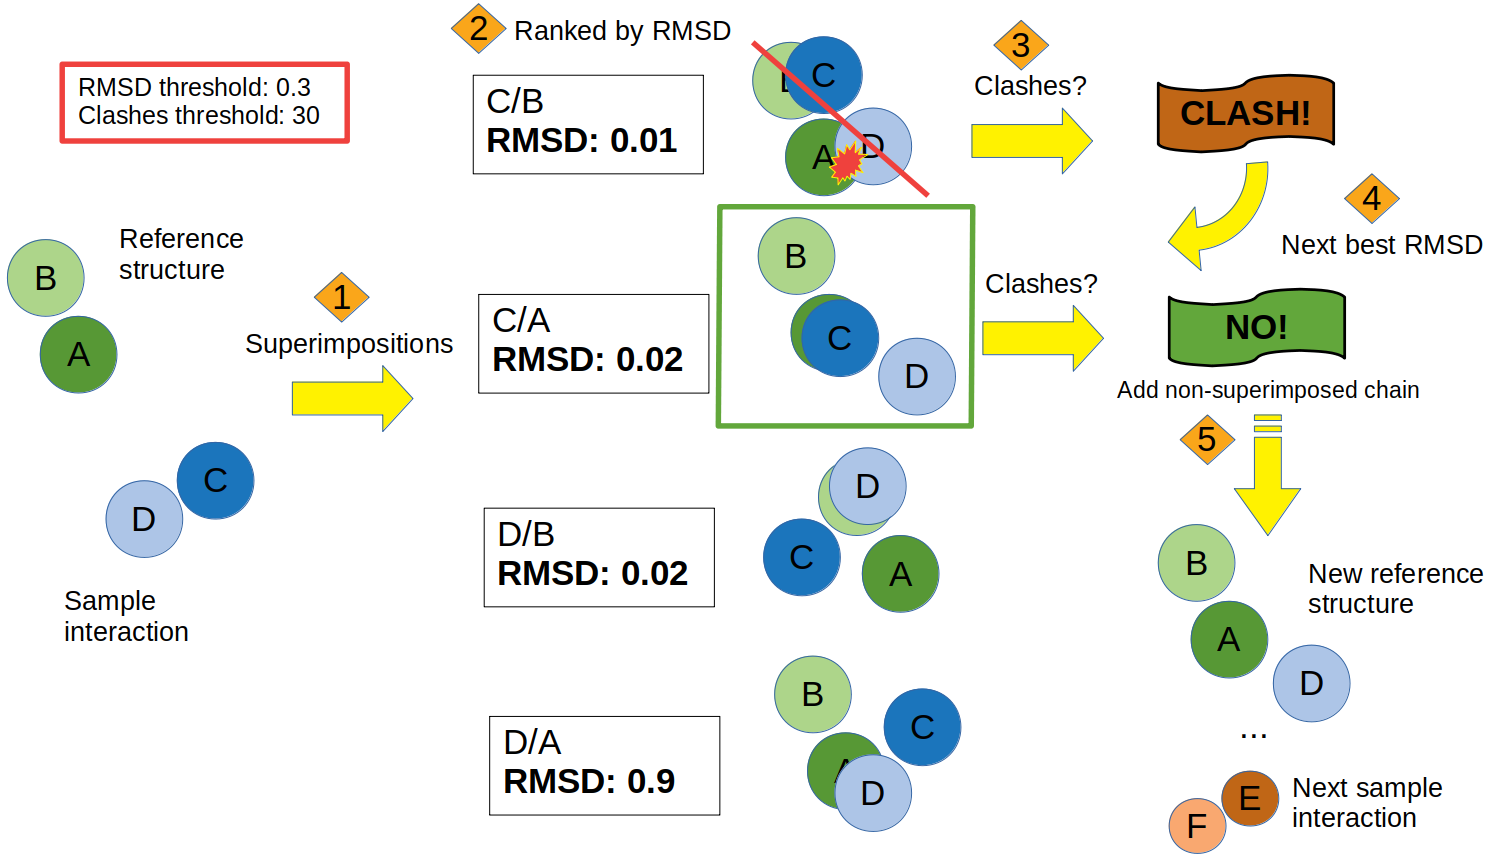 2
Ranked by RMSD
RMSD threshold: 0.3
Clashes threshold: 30
C/B
RMSD: 0.01
C
A
D
3
Clashes?
CLASH!
4
Next best RMSD
Reference
structure
B
A
1
Superimpositions
C/A
RMSD: 0.02
B
C
D
Clashes?
NO!
Add non-superimposed chain
5
C
D
Sample
interaction
D/B
RMSD: 0.02
D
C
A
B
A
D
New reference
structure
...
D/A
RMSD: 0.9
B
C
A
D
E
F
Next sample
interaction